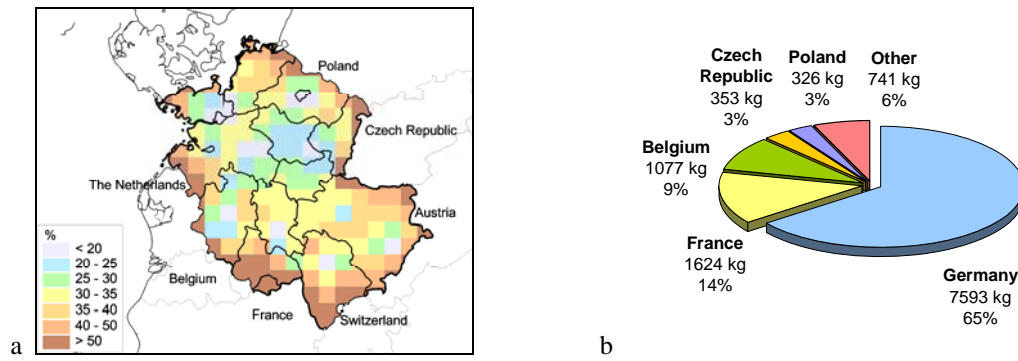 a
Poland
Czech Republic
The Netherlands
Austria
Belgium
France
Switzerland
%
< 20
20 - 25
25 - 30
30 - 35
35 - 40
40 - 50
> 50
b
Czech
Republic
353 kg
3%
Poland
326 kg
3%
Other
741 kg
6%
Belgium
1077 kg
9%
France
1624 kg
14%
Germany
7593 kg
65%